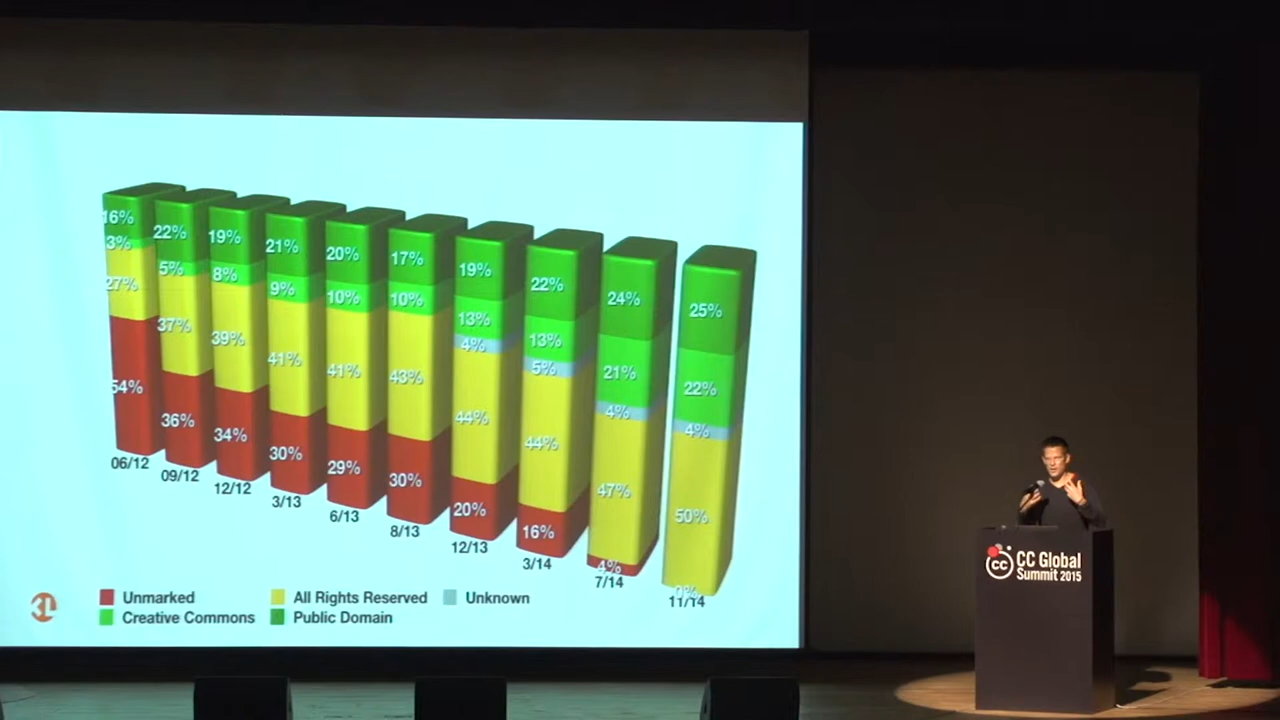 16% 22% 19% 21% 20% 17% 19% 22% 24% 25%
3% 5% 8% 9% 10% 10% 13% 13% 21% 22%
4% 5% 4% 4%
27% 37% 39% 41% 41% 43% 44% 44% 47% 50%
54% 36% 34% 30% 29% 30% 20% 16% 4% 0%
06/12 09/12 12/12 3/13 6/13 8/13 12/13 3/14 7/14 11/14
Unmarked All Rights Reserved Unknown
Creative Commons Public Domain
cc CC Global
Summit 2015